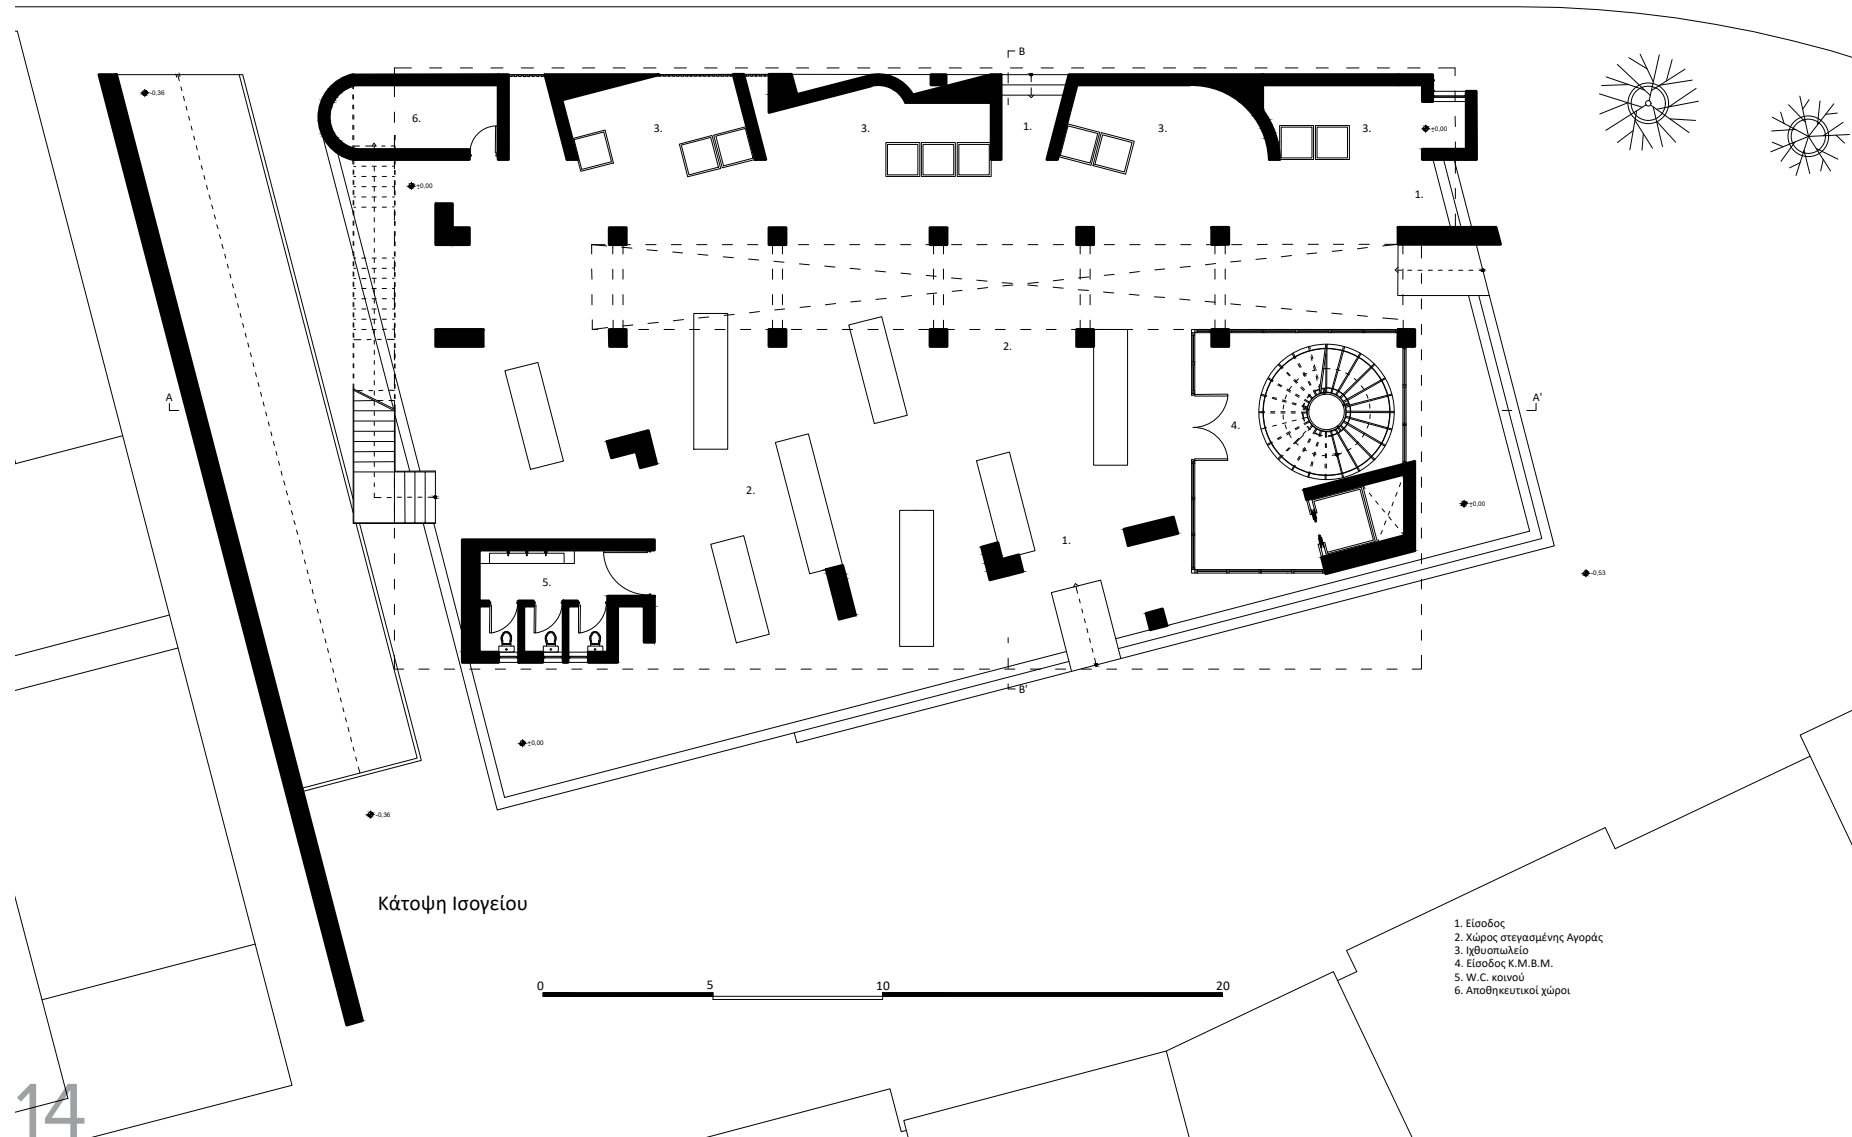 B
-0,36
6.
3.
3.
1.
3.
3.
±0,00
±0,00
1.
2.
A
A'
4.
2.
±0,00
1.
5.
-0,53
B'
±0,00
-0,36
Κάτοψη Ισογείου
1. Είσοδος
2. Χώρος στεγασμένης Αγοράς
3. Ιχθυοπωλείο
4. Είσοδος Κ.Μ.Β.Μ.
5. W.C. κοινού
6. Αποθηκευτικοί χώροι
0 5 10 20
14